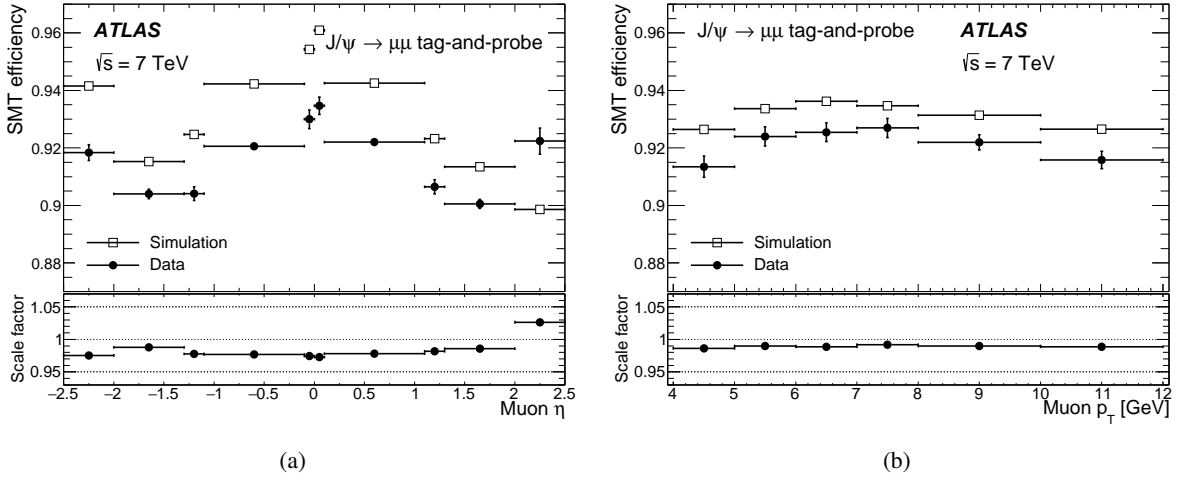 SMT efficiency
0.96
0.94
0.92
0.9
0.88
ATLAS
√s = 7 TeV
J/ψ → μμ tag-and-probe
Simulation
Data
Scale factor
1.05
1
0.95
−2.5 −2 −1.5 −1 −0.5 0 0.5 1 1.5 2 2.5
Muon η
(a)
SMT efficiency
0.96
0.94
0.92
0.9
0.88
J/ψ → μμ tag-and-probe
ATLAS
√s = 7 TeV
Simulation
Data
Scale factor
1.05
1
0.95
4 5 6 7 8 9 10 11 12
Muon p_T [GeV]
(b)